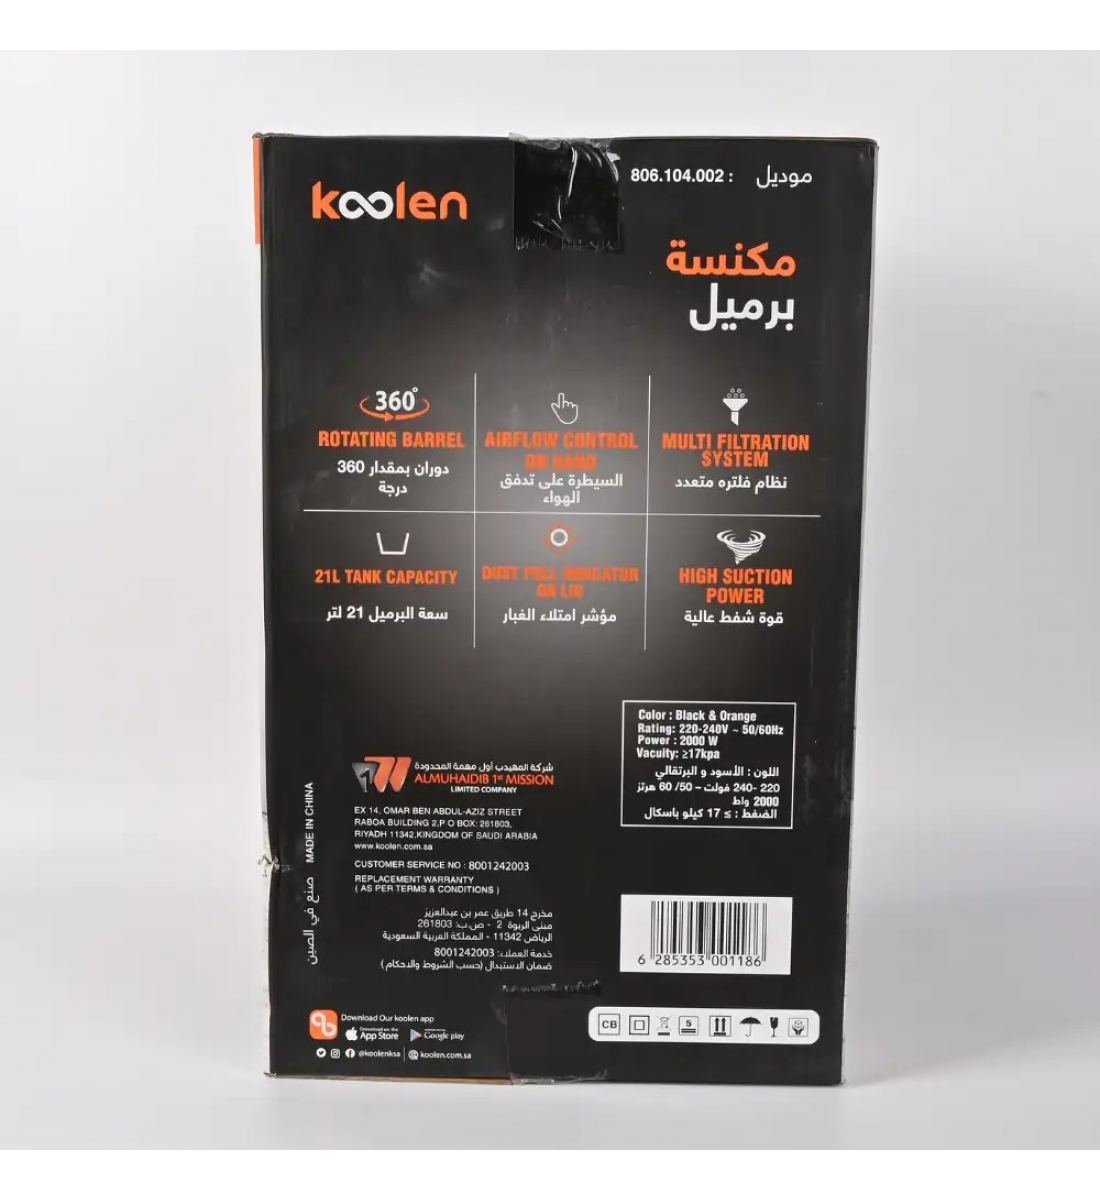 koolen
موديل : 806.104.002
مكنسة
برميل
360°
ROTATING BARREL
دوران بمقدار 360
درجة
AIRFLOW CONTROL
ON HAND
السيطرة على تدفق
الهواء
MULTI FILTRATION
SYSTEM
نظام فلتره متعدد
21L TANK CAPACITY
سعة البرميل 21 لتر
DUST FULL INDICATOR
ON LID
مؤشر امتلاء الغبار
HIGH SUCTION
POWER
قوة شفط عالية
Color : Black & Orange
Rating: 220-240V ~ 50/60Hz
Power : 2000 W
Vacuity: ≥17kpa
اللون : الأسود و البرتقالي
220 -240 فولت – 50/ 60 هرتز
2000 واط
الضغط : ≥ 17 كيلو باسكال
شركة المهيدب أول مهمة المحدودة
ALMUHAIDIB 1st MISSION
LIMITED COMPANY
EX 14, OMAR BEN ABDUL-AZIZ STREET
RABOA BUILDING 2,P O BOX: 261803,
RIYADH 11342,KINGDOM OF SAUDI ARABIA
www.koolen.com.sa
CUSTOMER SERVICE NO : 8001242003
REPLACEMENT WARRANTY
( AS PER TERMS & CONDITIONS )
مخرج 14 طريق عمر بن عبدالعزيز
مبنى الربوة 2 - ص.ب: 261803
الرياض 11342 - المملكة العربية السعودية
خدمة العملاء: 8001242003
ضمان الاستبدال (حسب الشروط والاحكام )
MADE IN CHINA
صنع في الصين
6 285353 001186
Download Our koolen app
Download on the
App Store
Google play
@koolenksa
koolen.com.sa
CB
5